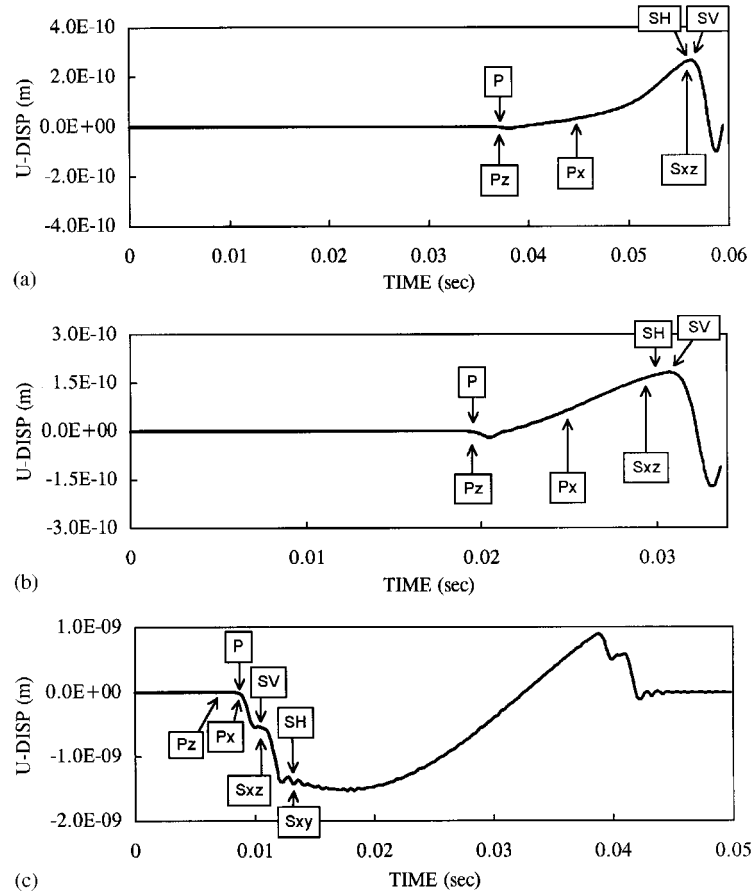 4.0E-10
2.0E-10
0.0E+00
-2.0E-10
-4.0E-10
U-DISP (m)
SH SV
P
Pz Px Sxz
0 0.01 0.02 0.03 0.04 0.05 0.06
TIME (sec)
(a)
3.0E-10
1.5E-10
0.0E+00
-1.5E-10
-3.0E-10
U-DISP (m)
SH SV
P
Pz Px Sxz
0 0.01 0.02 0.03
TIME (sec)
(b)
1.0E-09
0.0E+00
-1.0E-09
-2.0E-09
U-DISP (m)
P
SV
SH
Pz Px
Sxz
Sxy
0 0.01 0.02 0.03 0.04 0.05
TIME (sec)
(c)